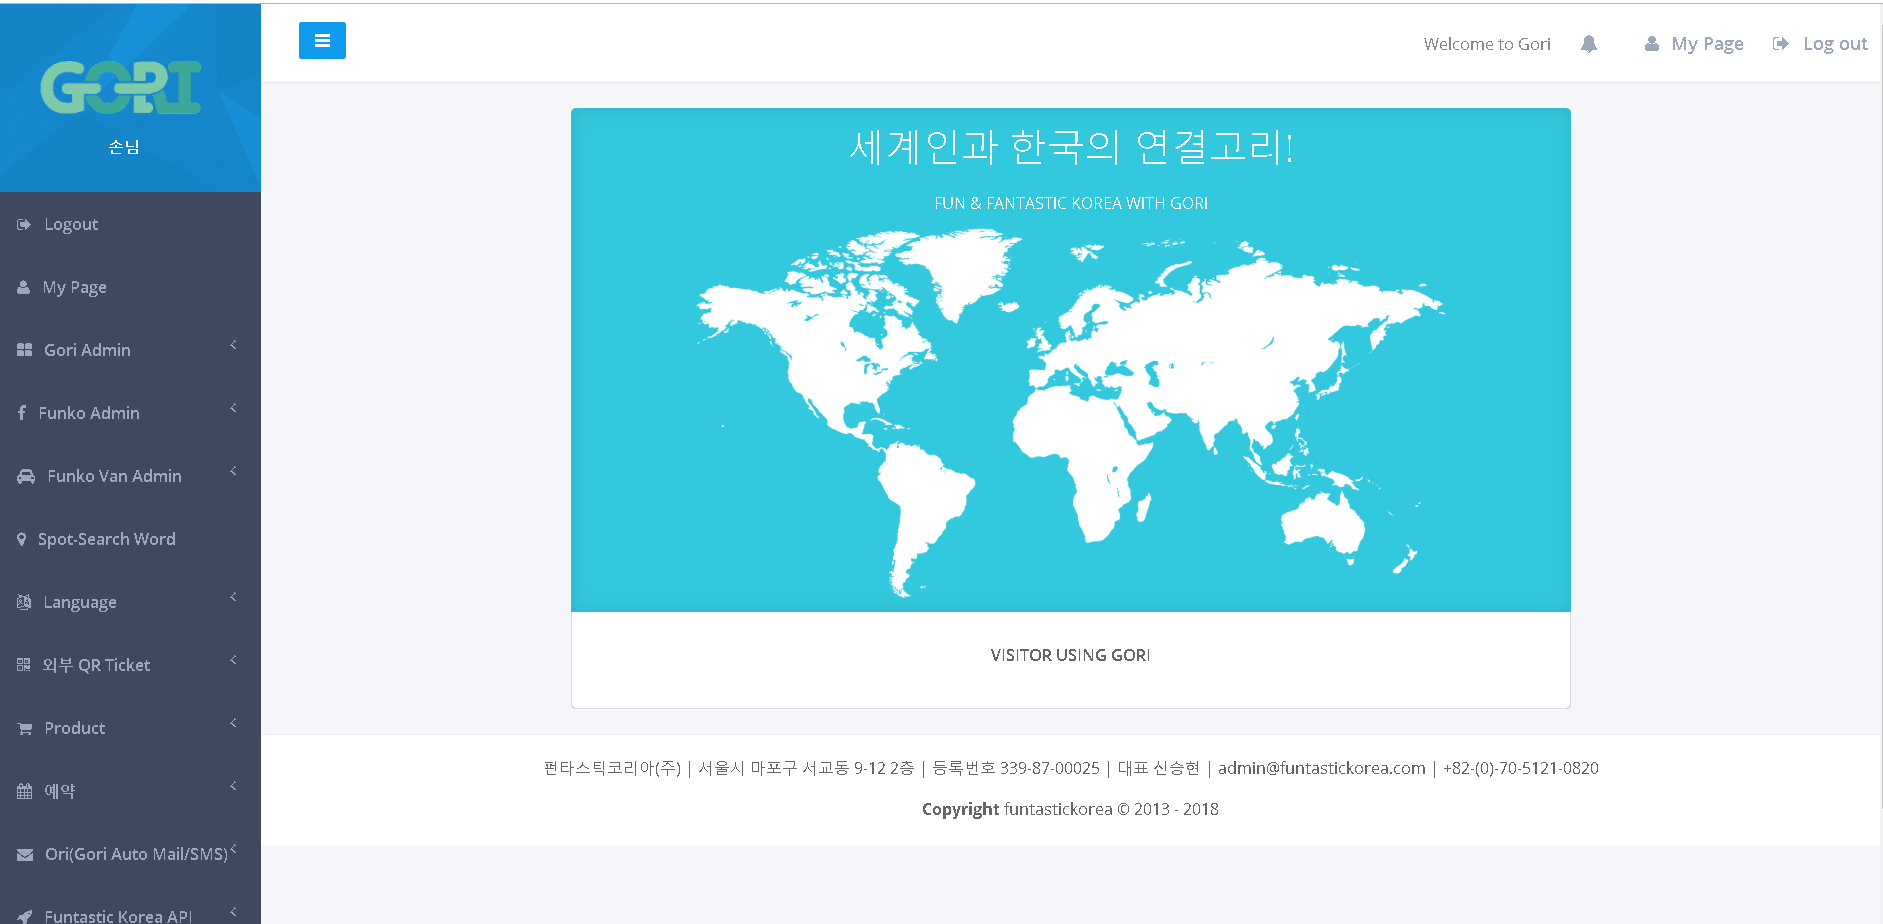 GORI
손님
Logout
My Page
Gori Admin
Funko Admin
Funko Van Admin
Spot-Search Word
Language
외부 QR Ticket
Product
예약
Ori(Gori Auto Mail/SMS)
Funtastic Korea API
Welcome to Gori
My Page
Log out
세계인과 한국의 연결고리!
FUN & FANTASTIC KOREA WITH GORI
VISITOR USING GORI
펀타스틱코리아(주) | 서울시 마포구 서교동 9-12 2층 | 등록번호 339-87-00025 | 대표 신승현 | admin@funtastickorea.com | +82-(0)-70-5121-0820
Copyright funtastickorea © 2013 - 2018